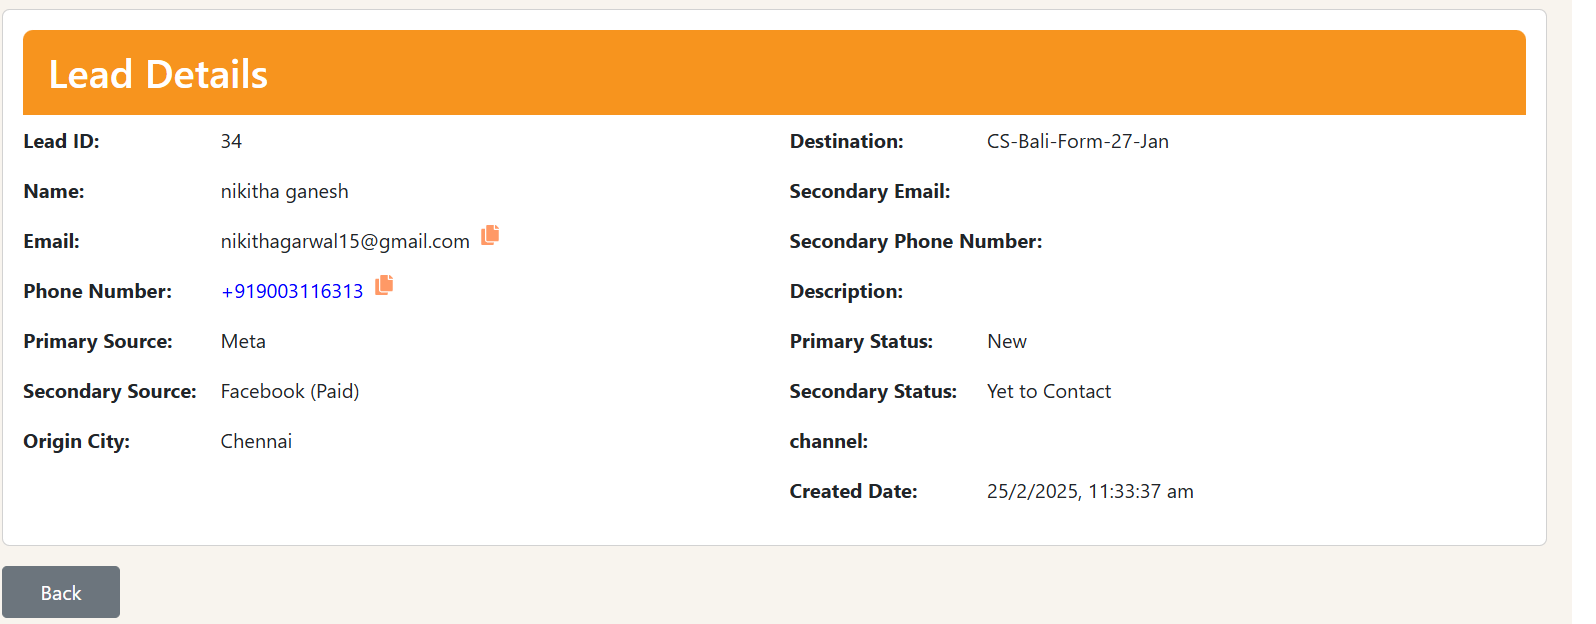 Lead Details
Lead ID: 34
Name: nikitha ganesh
Email: nikithagarwal15@gmail.com
Phone Number: +919003116313
Primary Source: Meta
Secondary Source: Facebook (Paid)
Origin City: Chennai
Destination: CS-Bali-Form-27-Jan
Secondary Email:
Secondary Phone Number:
Description:
Primary Status: New
Secondary Status: Yet to Contact
channel:
Created Date: 25/2/2025, 11:33:37 am
Back